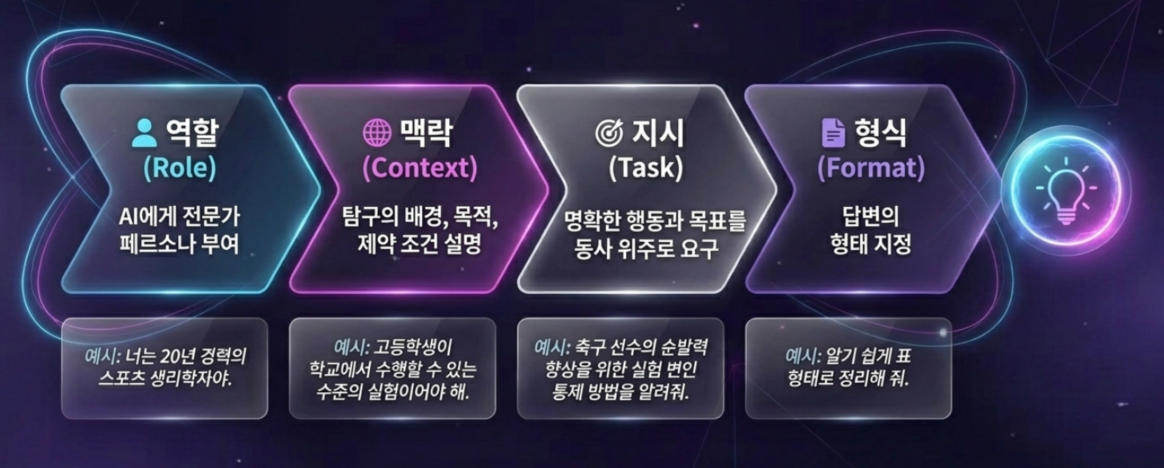 역할
(Role)
AI에게 전문가
페르소나 부여
맥락
(Context)
탐구의 배경, 목적,
제약 조건 설명
지시
(Task)
명확한 행동과 목표를
동사 위주로 요구
형식
(Format)
답변의
형태 지정
예시: 너는 20년 경력의
스포츠 생리학자야.
예시: 고등학생이
학교에서 수행할 수 있는
수준의 실험이어야 해.
예시: 축구 선수의 순발력
향상을 위한 실험 변인
통제 방법을 알려줘.
예시: 알기 쉽게 표
형태로 정리해 줘.